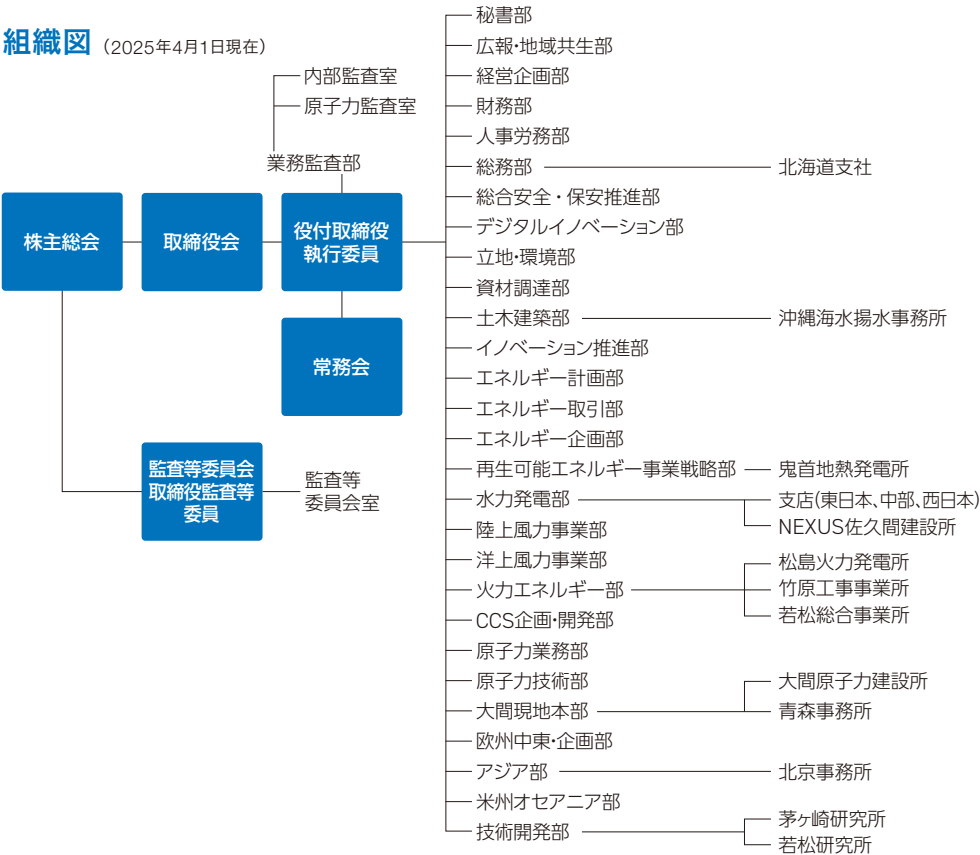 組織図（2025年4月1日現在）
内部監査室
原子力監査室
業務監査部
株主総会
取締役会
役付取締役
執行委員
常務会
監査等委員会
取締役監査等
委員
監査等
委員会室
秘書部
広報・地域共生部
経営企画部
財務部
人事労務部
総務部
北海道支社
総合安全・保安推進部
デジタルイノベーション部
立地・環境部
資材調達部
土木建築部
沖縄海水揚水事務所
イノベーション推進部
エネルギー計画部
エネルギー取引部
エネルギー企画部
再生可能エネルギー事業戦略部
鬼首地熱発電所
水力発電部
支店(東日本、中部、西日本)
NEXUS佐久間建設所
陸上風力事業部
洋上風力事業部
火力エネルギー部
松島火力発電所
竹原工事事業所
若松総合事業所
CCS企画・開発部
原子力業務部
原子力技術部
大間現地本部
大間原子力建設所
青森事務所
欧州中東・企画部
アジア部
北京事務所
米州オセアニア部
技術開発部
茅ヶ崎研究所
若松研究所